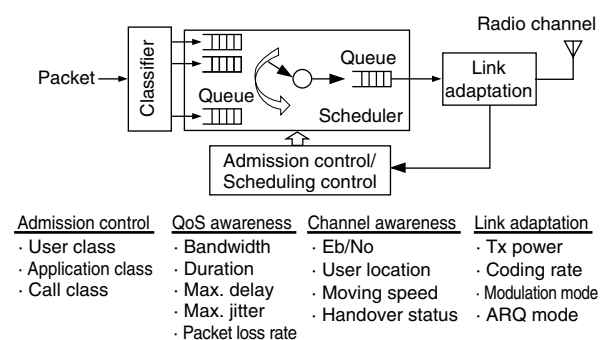 Radio channel
Packet
Classifier
Queue
Queue
Scheduler
Link
adaptation
Admission control/
Scheduling control
Admission control
· User class
· Application class
· Call class
QoS awareness
· Bandwidth
· Duration
· Max. delay
· Max. jitter
· Packet loss rate
Channel awareness
· Eb/No
· User location
· Moving speed
· Handover status
Link adaptation
· Tx power
· Coding rate
· Modulation mode
· ARQ mode